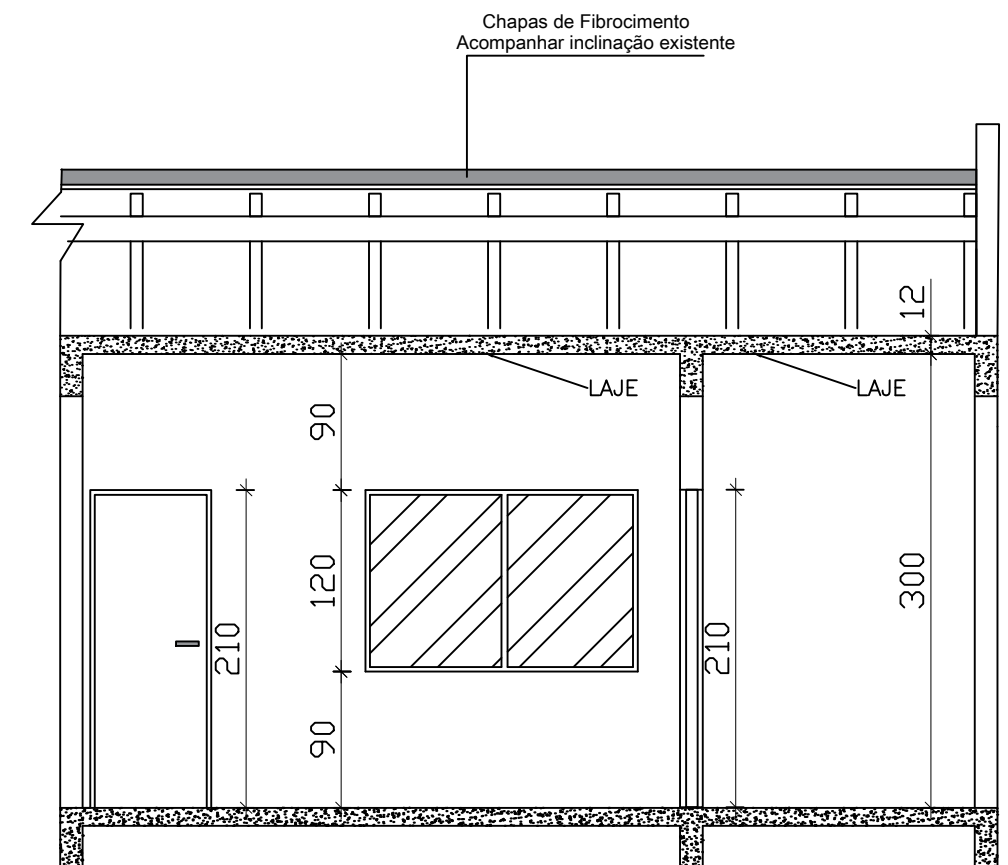 Chapas de Fibrocimento
Acompanhar inclinação existente
12
LAJE
LAJE
90
120
300
210
210
90